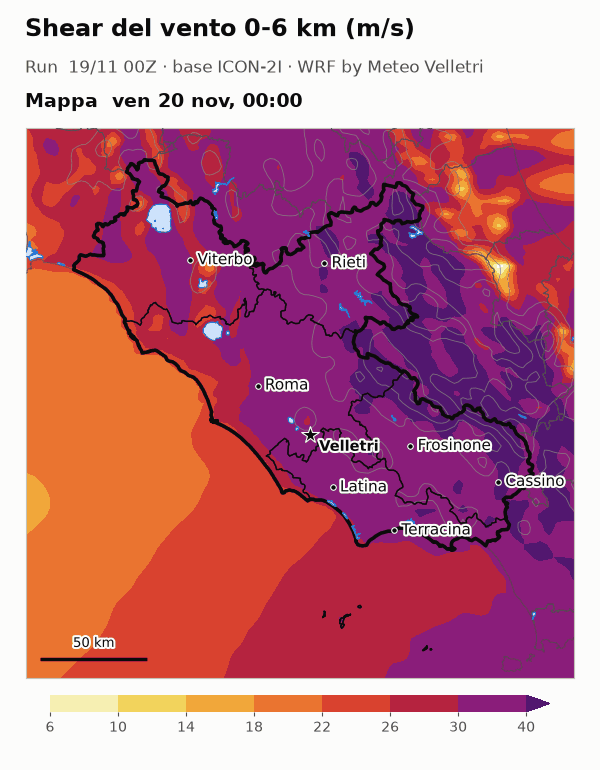 Shear del vento 0-6 km (m/s)
Run  19/11 00Z · base ICON-2I · WRF by Meteo Velletri
Mappa  ven 20 nov, 00:00
Viterbo
Rieti
Roma
Velletri
Frosinone
Cassino
Latina
Terracina
50 km
6 10 14 18 22 26 30 40